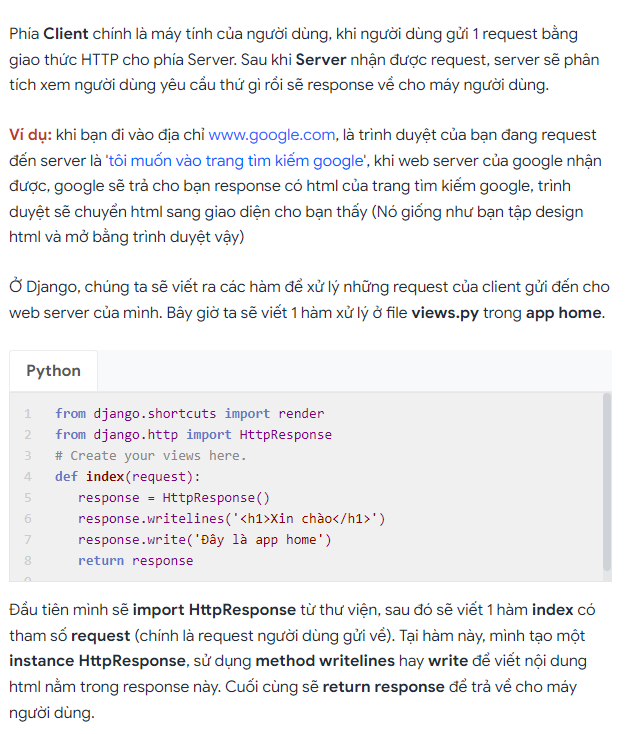 Phía Client chính là máy tính của người dùng, khi người dùng gửi 1 request bằng
giao thức HTTP cho phía Server. Sau khi Server nhận được request, server sẽ phân
tích xem người dùng yêu cầu thứ gì rồi sẽ response về cho máy người dùng.
Ví dụ: khi bạn đi vào địa chỉ www.google.com, là trình duyệt của bạn đang request
đến server là 'tôi muốn vào trang tìm kiếm google', khi web server của google nhận
được, google sẽ trả cho bạn response có html của trang tìm kiếm google, trình
duyệt sẽ chuyển html sang giao diện cho bạn thấy (Nó giống như bạn tập design
html và mở bằng trình duyệt vậy)
Ở Django, chúng ta sẽ viết ra các hàm để xử lý những request của client gửi đến cho
web server của mình. Bây giờ ta sẽ viết 1 hàm xử lý ở file views.py trong app home.
Python
1 from django.shortcuts import render
2 from django.http import HttpResponse
3 # Create your views here.
4 def index(request):
5 response = HttpResponse()
6 response.writelines('<h1>Xin chào</h1>')
7 response.write('Đây là app home')
8 return response
Đầu tiên mình sẽ import HttpResponse từ thư viện, sau đó sẽ viết 1 hàm index có
tham số request (chính là request người dùng gửi về). Tại hàm này, mình tạo một
instance HttpResponse, sử dụng method writelines hay write để viết nội dung
html nằm trong response này. Cuối cùng sẽ return response để trả về cho máy
người dùng.